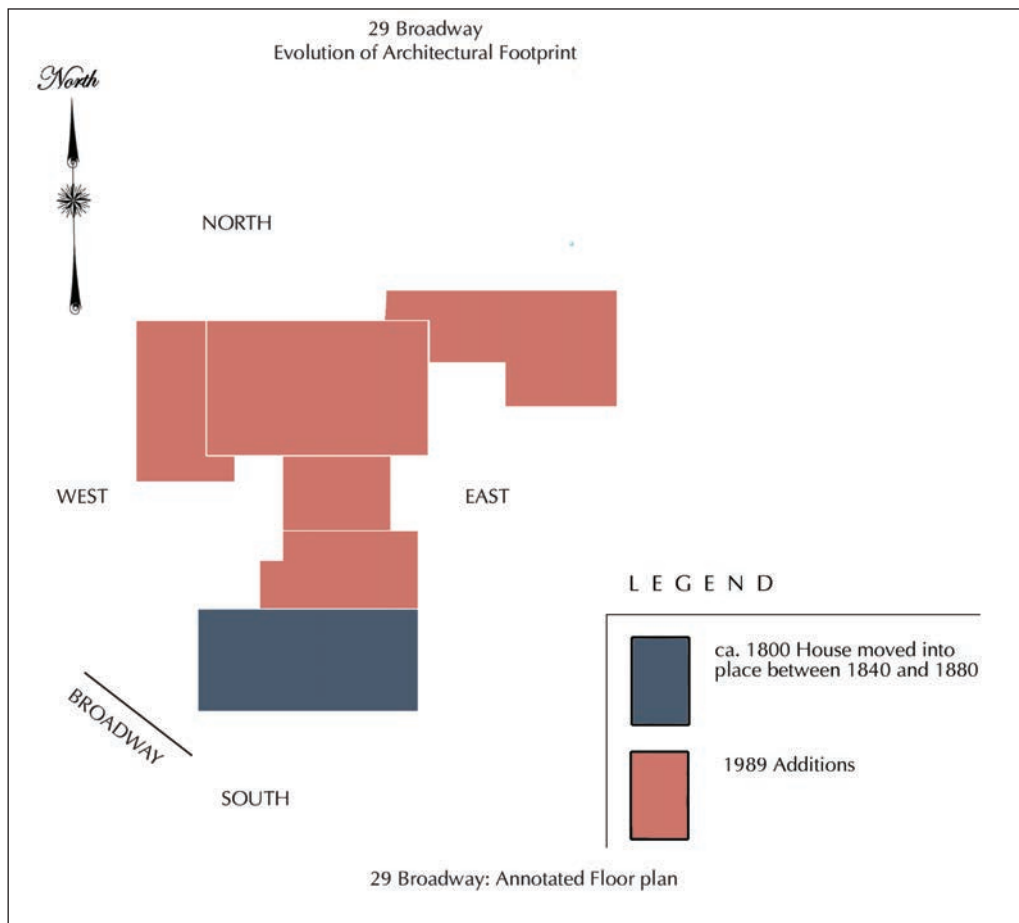 29 Broadway
Evolution of Architectural Footprint
North
NORTH
WEST
EAST
BROADWAY
SOUTH
LEGEND
ca. 1800 House moved into
place between 1840 and 1880
1989 Additions
29 Broadway: Annotated Floor plan